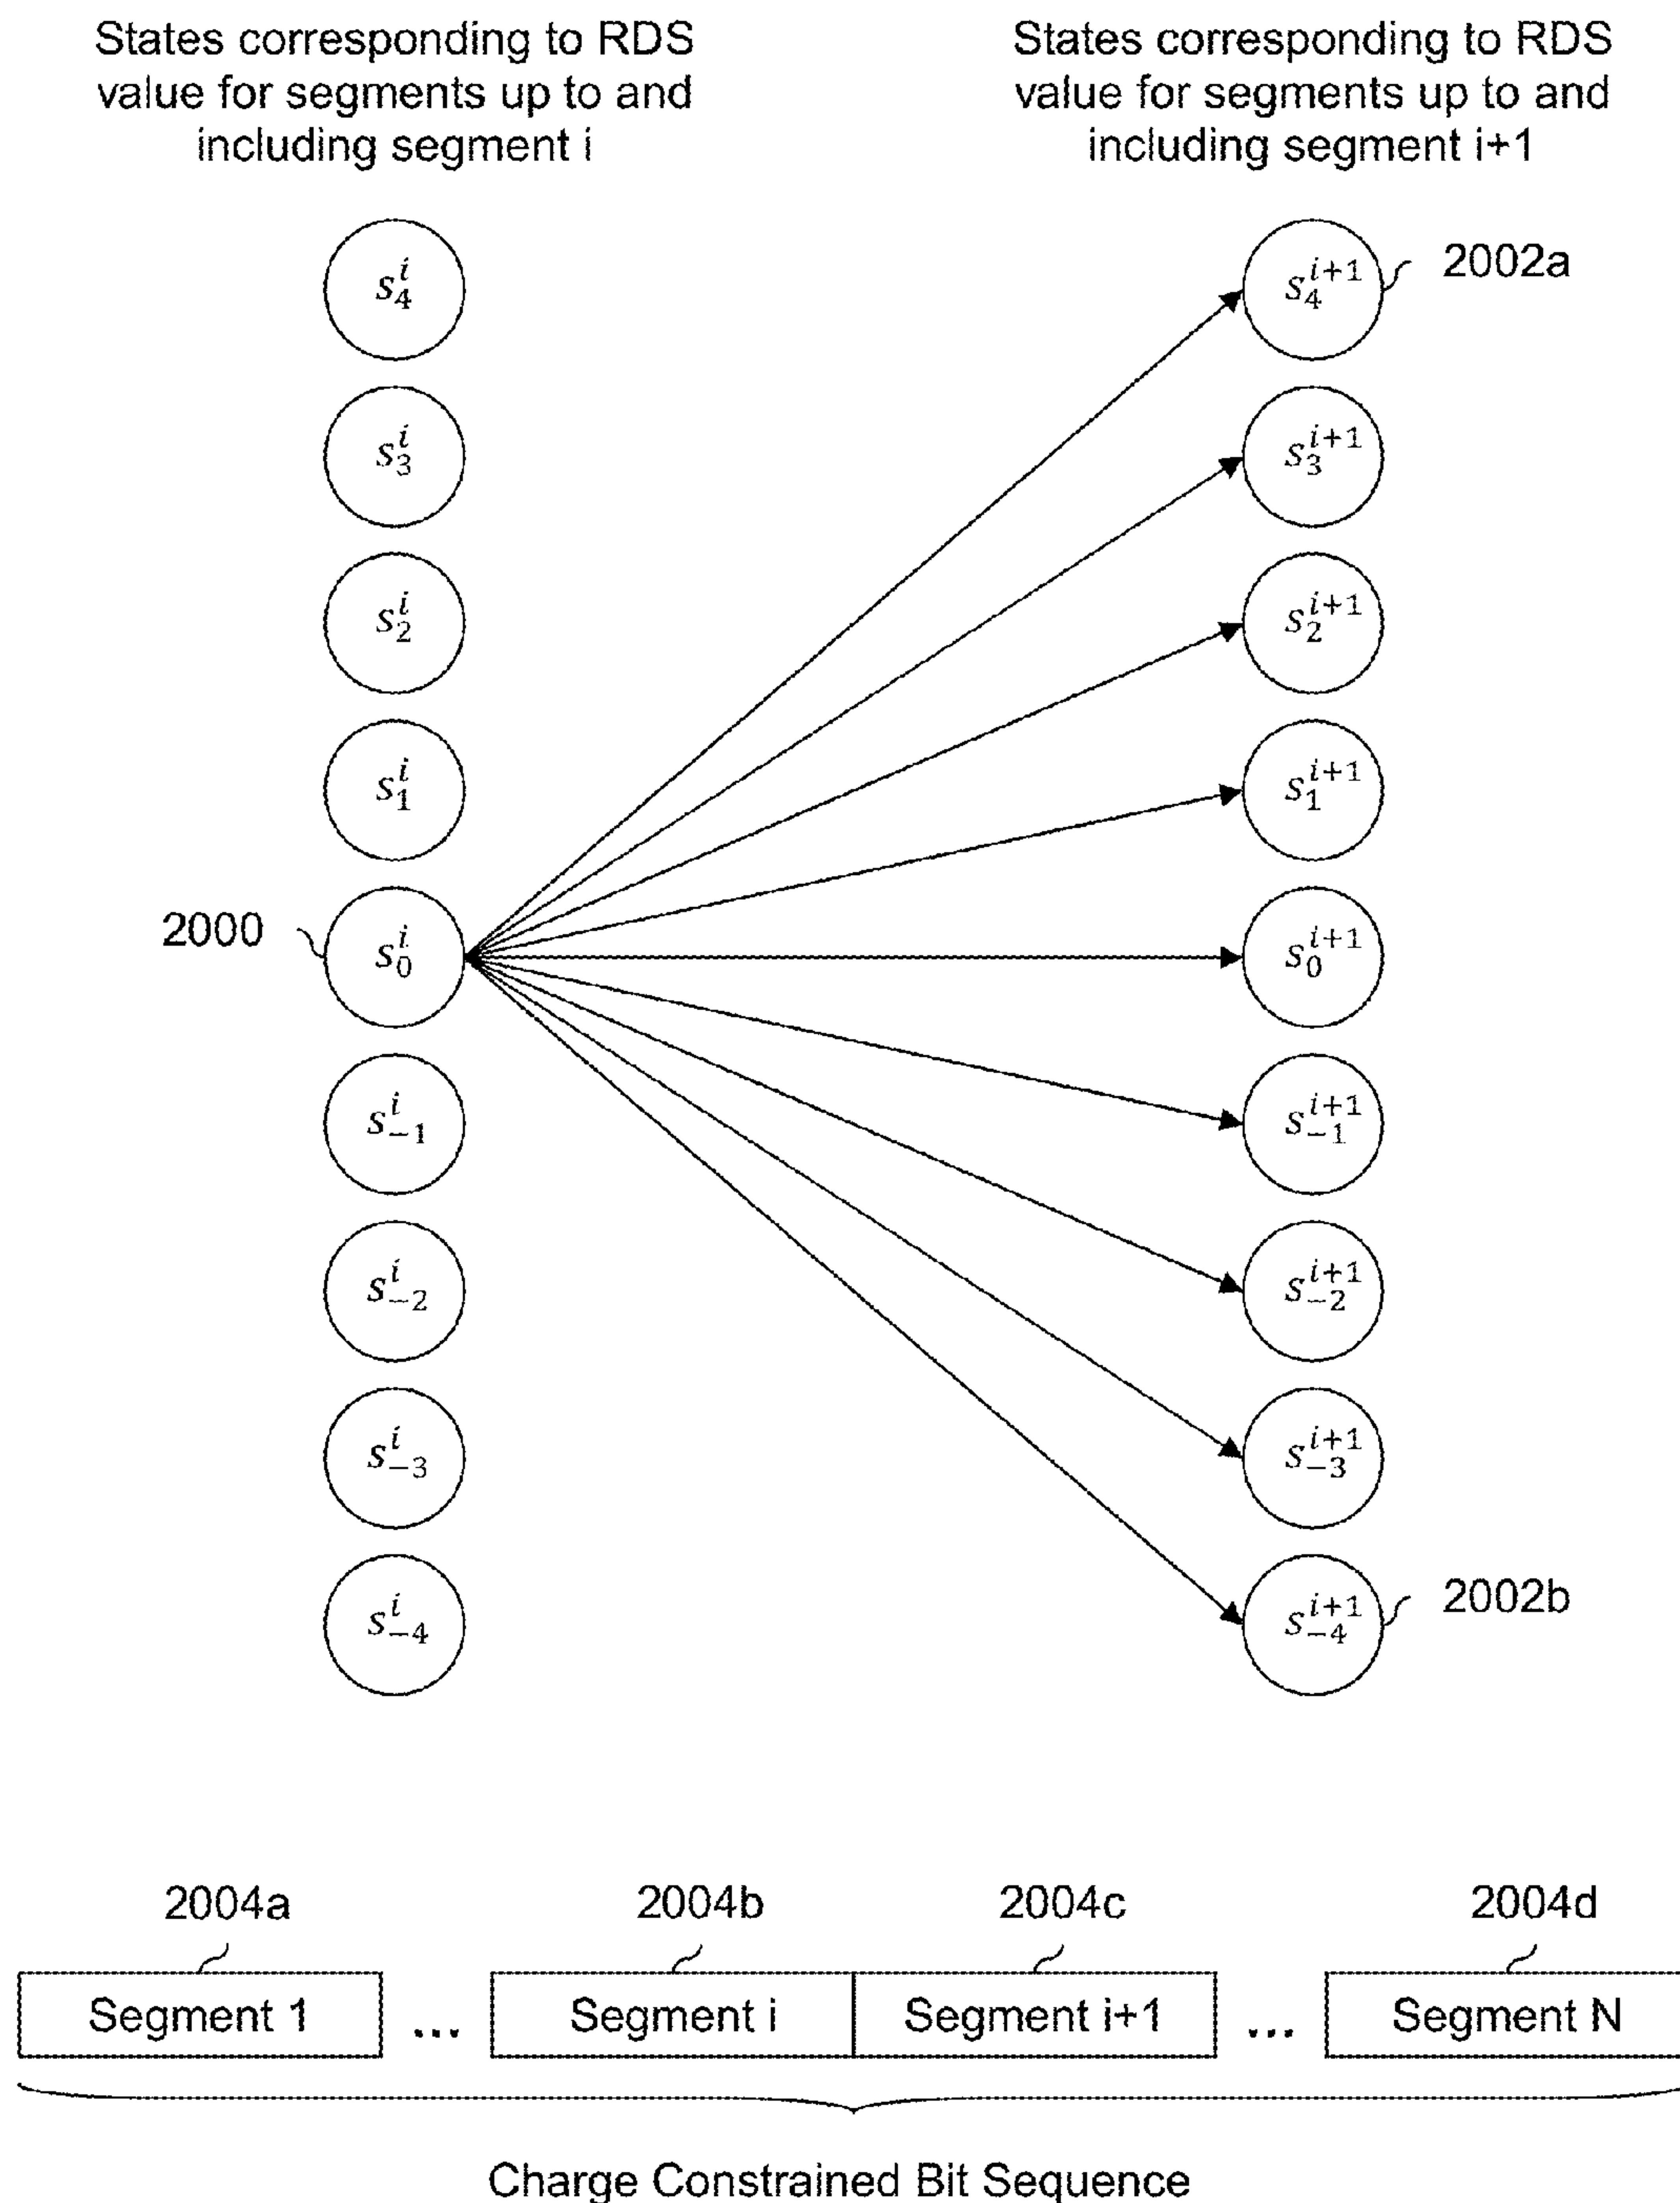 States corresponding to RDS
value for segments up to and
including segment i
States corresponding to RDS
value for segments up to and
including segment i+1
s_4^i
s_4^{i+1}
2002a
s_3^i
s_3^{i+1}
s_2^i
s_2^{i+1}
s_1^i
s_1^{i+1}
2000
s_0^i
s_0^{i+1}
s_{-1}^i
s_{-1}^{i+1}
s_{-2}^i
s_{-2}^{i+1}
s_{-3}^i
s_{-3}^{i+1}
s_{-4}^i
s_{-4}^{i+1}
2002b
2004a
2004b
2004c
2004d
Segment 1
...
Segment i
Segment i+1
...
Segment N
Charge Constrained Bit Sequence